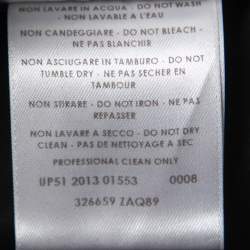 NON LAVARE IN ACQUA - DO NOT WASH
- NON LAVABLE A L'EAU
NON CANDEGGIARE - DO NOT BLEACH -
NE PAS BLANCHIR
NON ASCIUGARE IN TAMBURO - DO NOT
TUMBLE DRY - NE PAS SECHER EN
TAMBOUR
NON STIRARE - DO NOT IRON - NE PAS
REPASSER
NON LAVARE A SECCO - DO NOT DRY
CLEAN - PAS DE NETTOYAGE A SEC
PROFESSIONAL CLEAN ONLY
UP51 2013 01553 0008
326659 ZAQ89